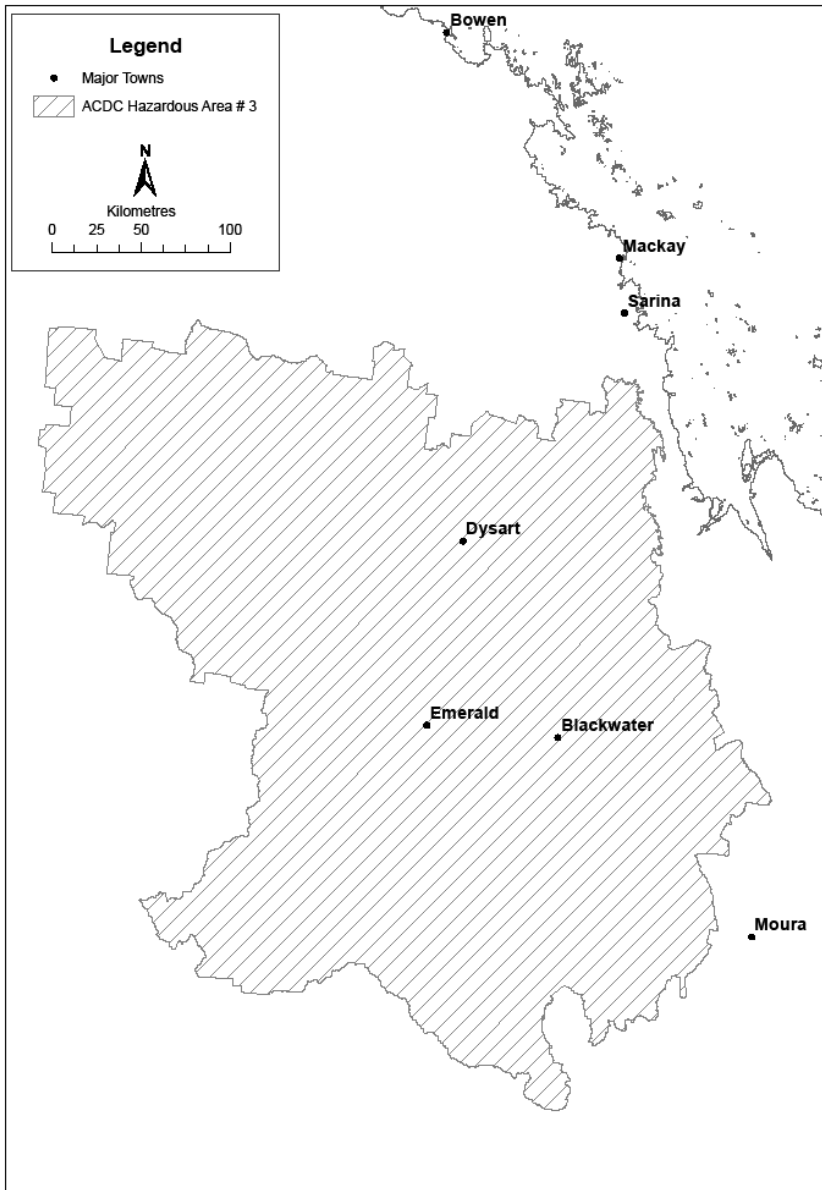 Legend
Major Towns
ACDC Hazardous Area # 3
N
Kilometres
0 25 50 100
Bowen
Mackay
Sarina
Dysart
Emerald
Blackwater
Moura